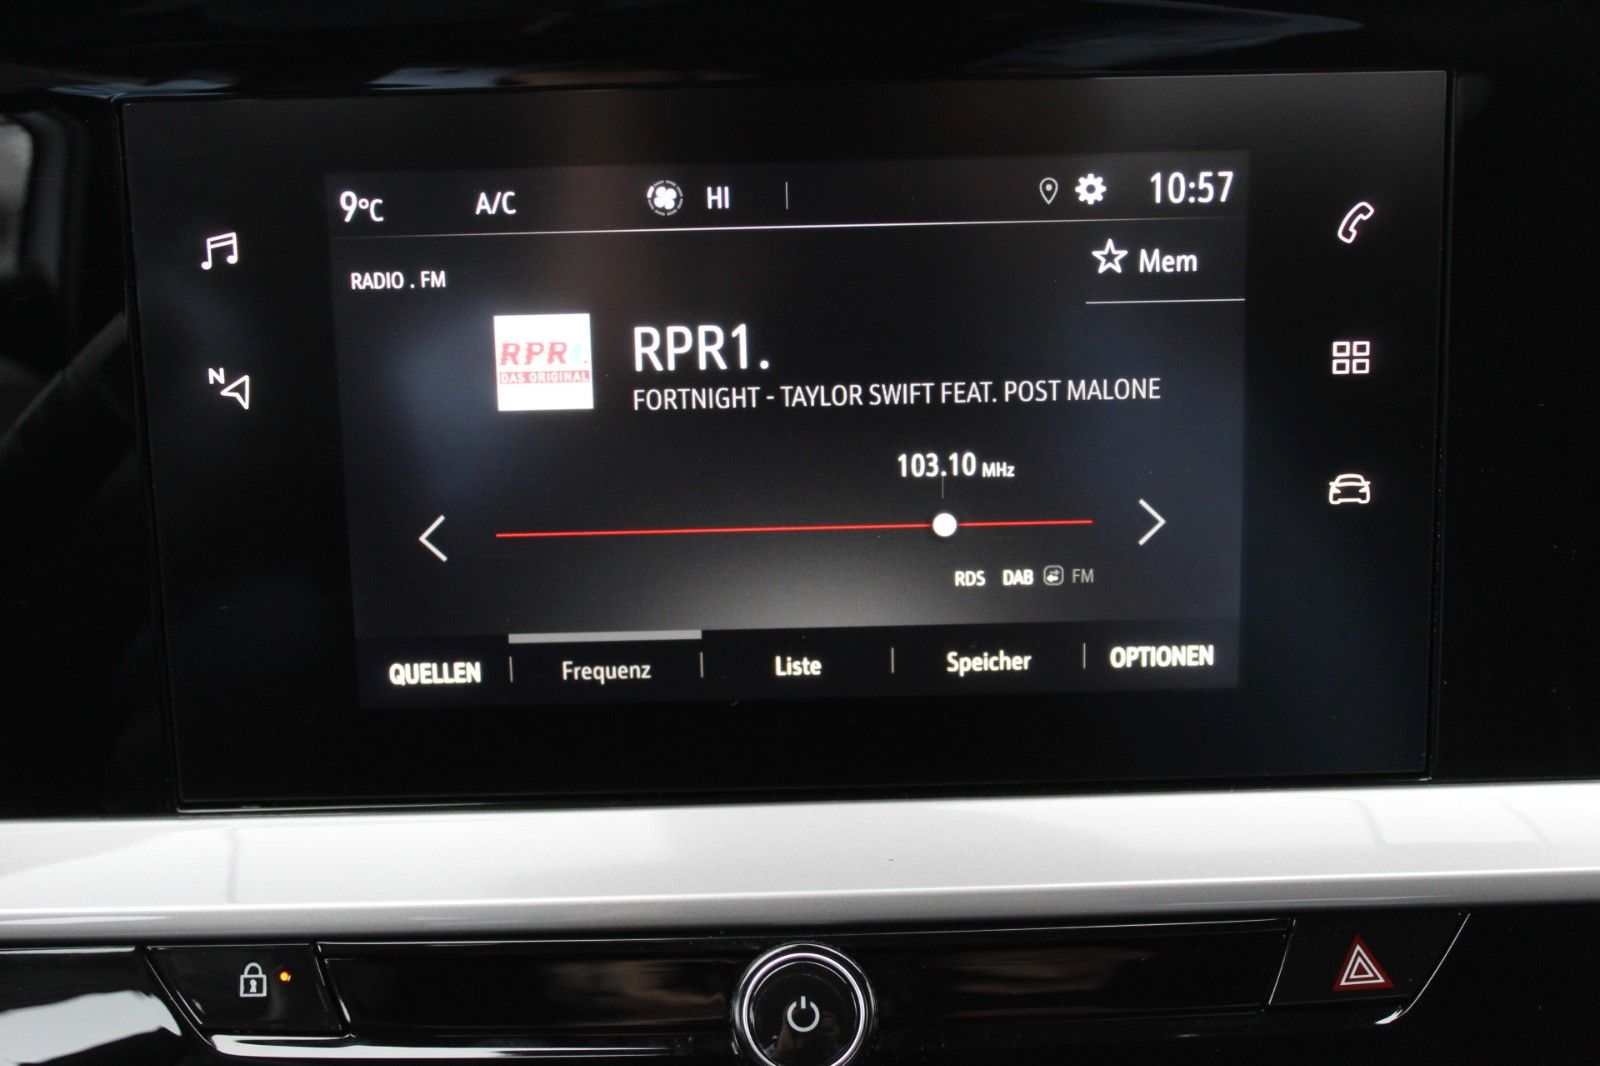 9°C A/C HI 10:57
Mem
RADIO . FM
RPR1.
DAS ORIGINAL
RPR1.
FORTNIGHT - TAYLOR SWIFT FEAT. POST MALONE
N
103.10 MHz
RDS DAB FM
QUELLEN Frequenz Liste Speicher OPTIONEN